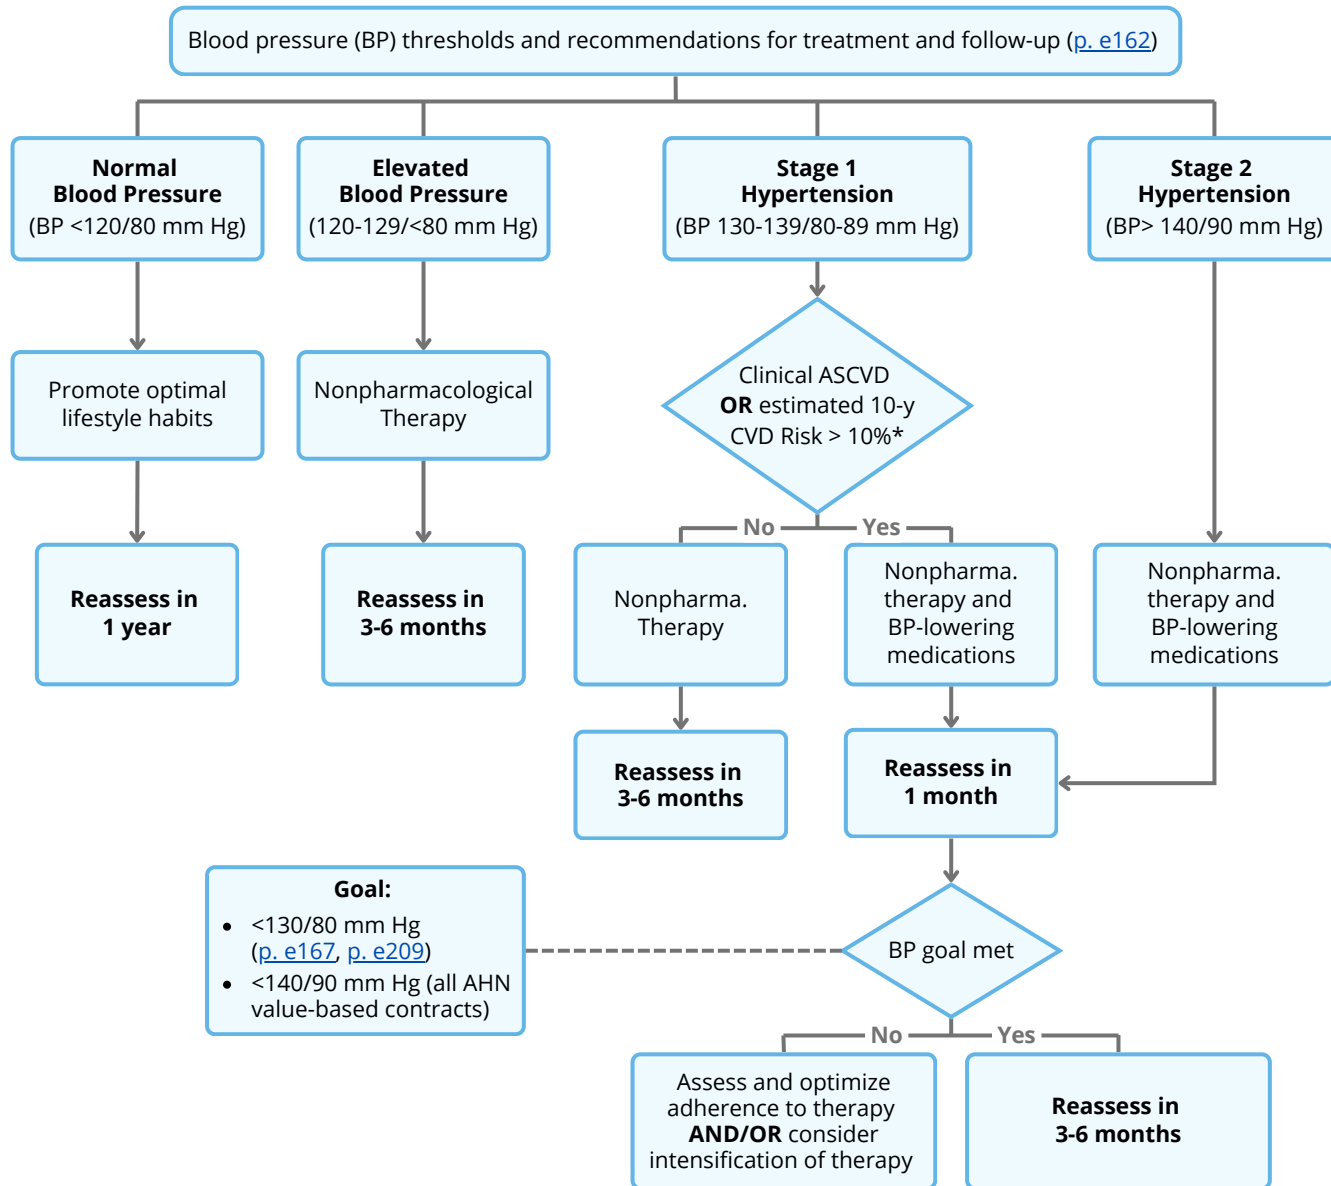 Blood pressure (BP) thresholds and recommendations for treatment and follow-up (p. e162)
Normal
Blood Pressure
(BP <120/80 mm Hg)
Elevated
Blood Pressure
(120-129/<80 mm Hg)
Stage 1
Hypertension
(BP 130-139/80-89 mm Hg)
Stage 2
Hypertension
(BP> 140/90 mm Hg)
Promote optimal
lifestyle habits
Nonpharmacological
Therapy
Clinical ASCVD
OR estimated 10-y
CVD Risk > 10%*
No
Yes
Reassess in
1 year
Reassess in
3-6 months
Nonpharma.
Therapy
Nonpharma.
therapy and
BP-lowering
medications
Nonpharma.
therapy and
BP-lowering
medications
Reassess in
3-6 months
Reassess in
1 month
Goal:
• <130/80 mm Hg
(p. e167, p. e209)
• <140/90 mm Hg (all AHN
value-based contracts)
BP goal met
No
Yes
Assess and optimize
adherence to therapy
AND/OR consider
intensification of therapy
Reassess in
3-6 months